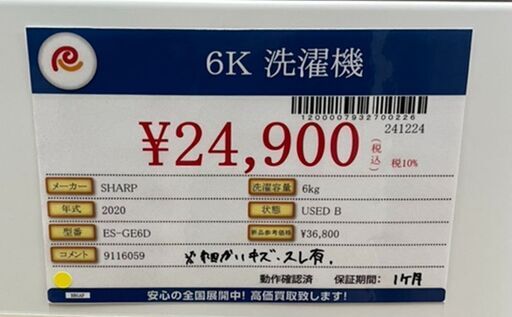 6K 洗濯機
1200007932700226
241224
¥24,900 (税込) 税10%
メーカー SHARP 洗濯容量 6kg
年式 2020 状態 USED B
型番 ES-GE6D 新品参考価格 ¥36,800
コメント 9116059 ※細かいキズ・スレ有。
動作確認済 保証期間: 1ヶ月
安心の全国展開中! 高価買取致します!